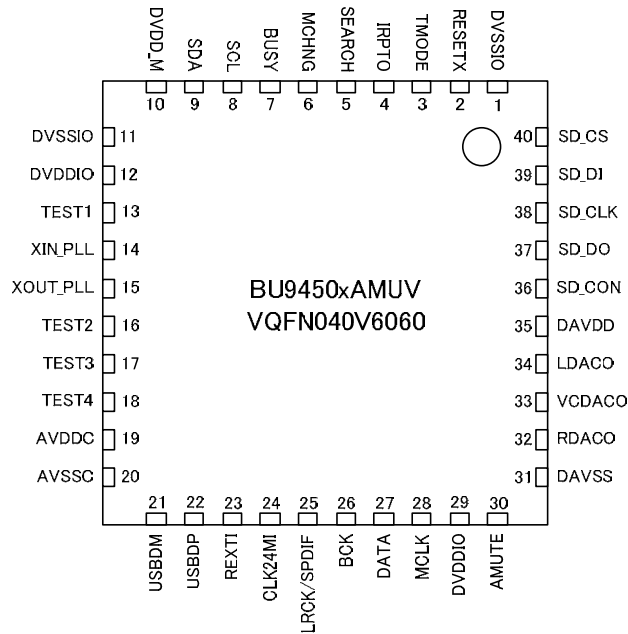 DVDD_M
SDA
SCL
BUSY
MCHNG
SEARCH
IRPTO
TMODE
RESETX
DVSSIO
10 9 8 7 6 5 4 3 2 1
DVSSIO 11
DVDDIO 12
TEST1 13
XIN_PLL 14
XOUT_PLL 15
TEST2 16
TEST3 17
TEST4 18
AVDDC 19
AVSSC 20
BU9450xAMUV
VQFN040V6060
40 SD_CS
39 SD_DI
38 SD_CLK
37 SD_DO
36 SD_CON
35 DAVDD
34 LDACO
33 VCDACO
32 RDACO
31 DAVSS
21 22 23 24 25 26 27 28 29 30
USBDM
USBDP
REXTI
CLK24MI
LRCK/SPDIF
BCK
DATA
MCLK
DVDDIO
AMUTE